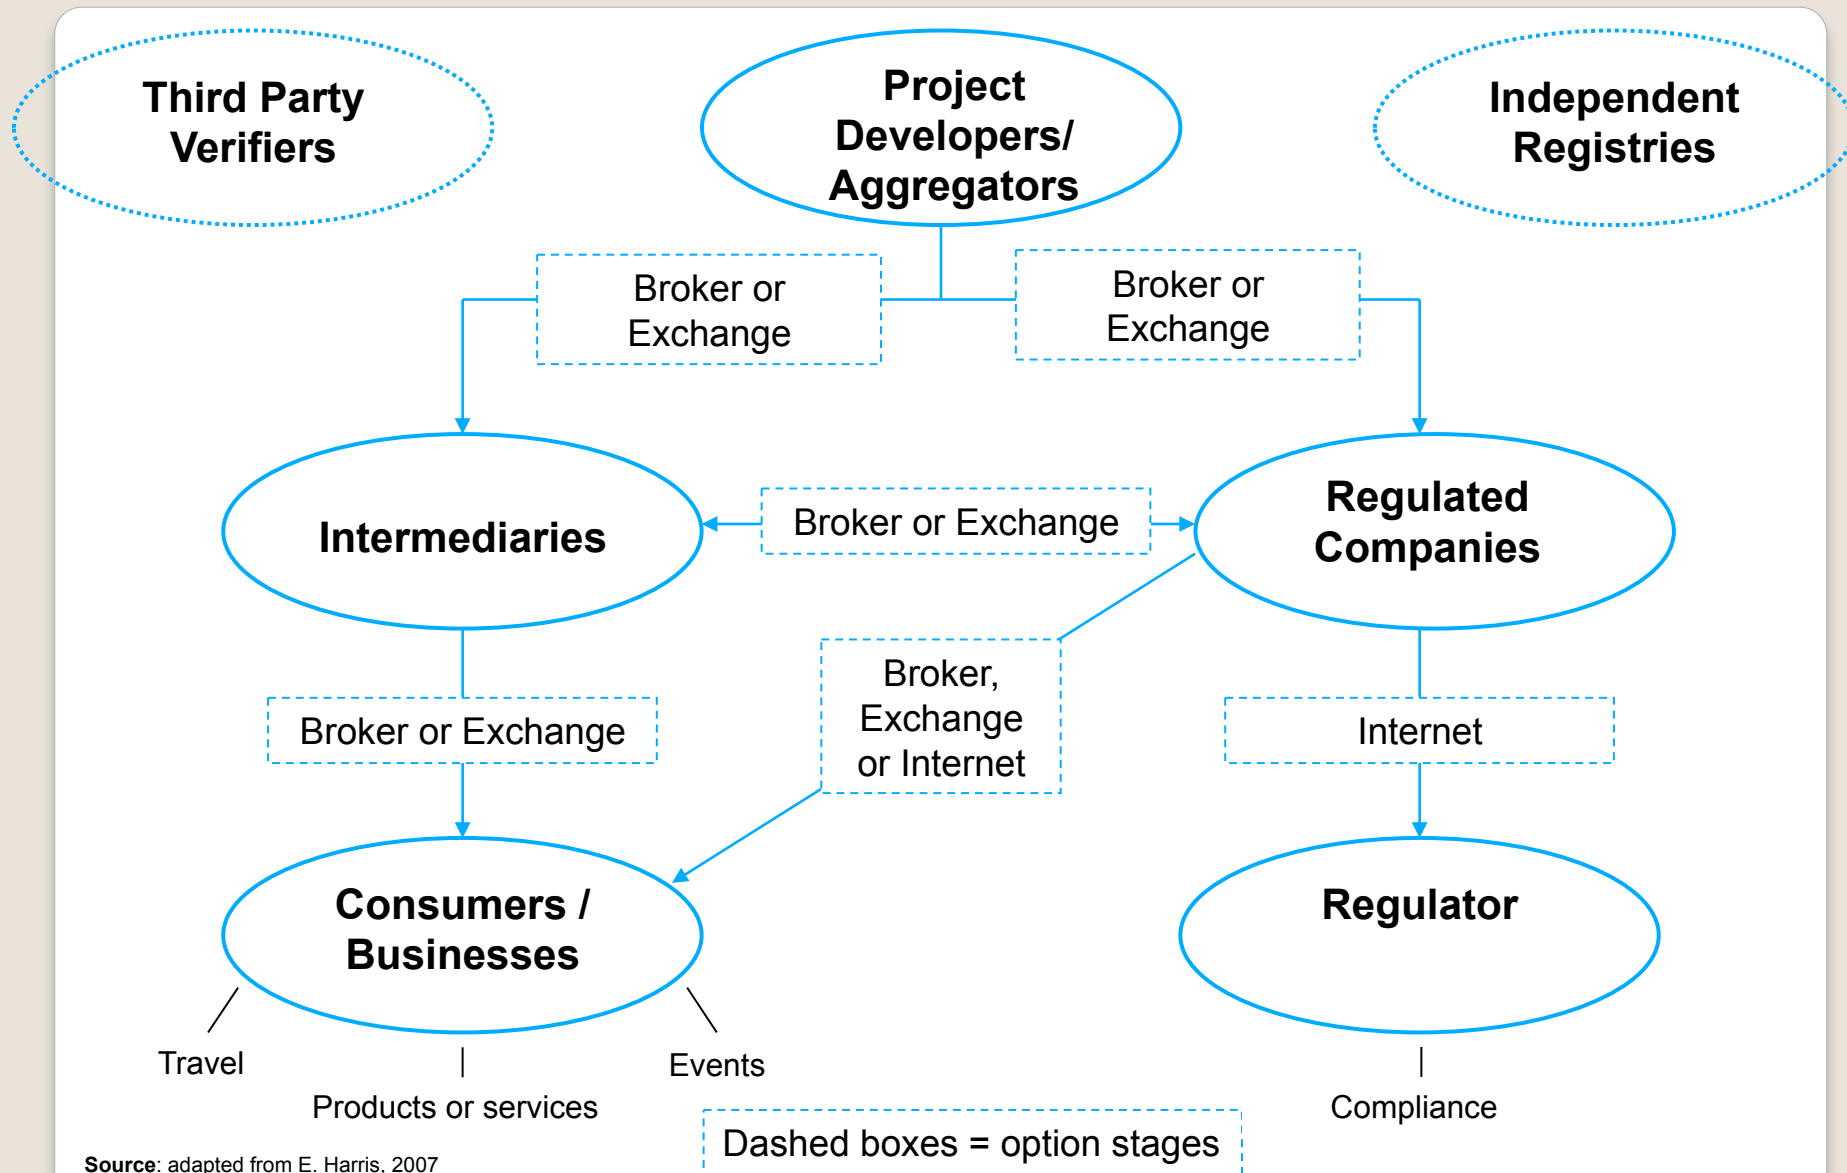 Third Party
Verifiers
Project
Developers/
Aggregators
Independent
Registries
Broker or
Exchange
Broker or
Exchange
Intermediaries
Broker or Exchange
Regulated
Companies
Broker or Exchange
Broker,
Exchange
or Internet
Internet
Consumers /
Businesses
Regulator
Travel
Products or services
Events
Compliance
Dashed boxes = option stages
Source: adapted from E. Harris, 2007